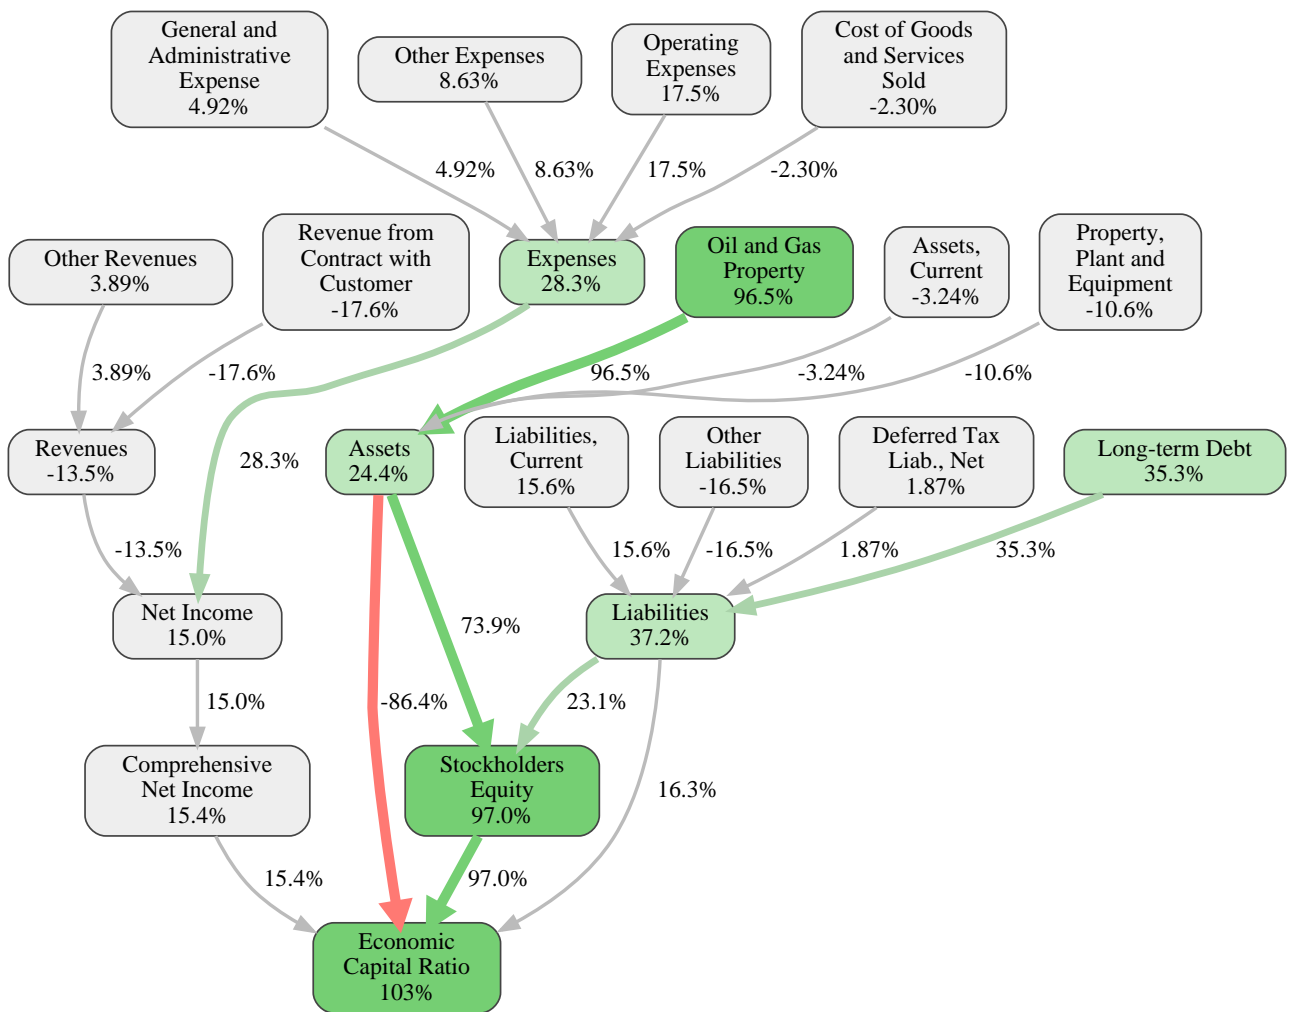 General and
Administrative
Expense
4.92%
Other Expenses
8.63%
Operating
Expenses
17.5%
Cost of Goods
and Services
Sold
-2.30%
4.92%
8.63%
17.5%
-2.30%
Other Revenues
3.89%
Revenue from
Contract with
Customer
-17.6%
Expenses
28.3%
Oil and Gas
Property
96.5%
Assets,
Current
-3.24%
Property,
Plant and
Equipment
-10.6%
3.89%
-17.6%
96.5%
-3.24%
-10.6%
Revenues
-13.5%
28.3%
Assets
24.4%
Liabilities,
Current
15.6%
Other
Liabilities
-16.5%
Deferred Tax
Liab., Net
1.87%
Long-term Debt
35.3%
-13.5%
15.6%
-16.5%
1.87%
35.3%
Net Income
15.0%
73.9%
Liabilities
37.2%
15.0%
-86.4%
23.1%
Comprehensive
Net Income
15.4%
Stockholders
Equity
97.0%
16.3%
15.4%
97.0%
Economic
Capital Ratio
103%